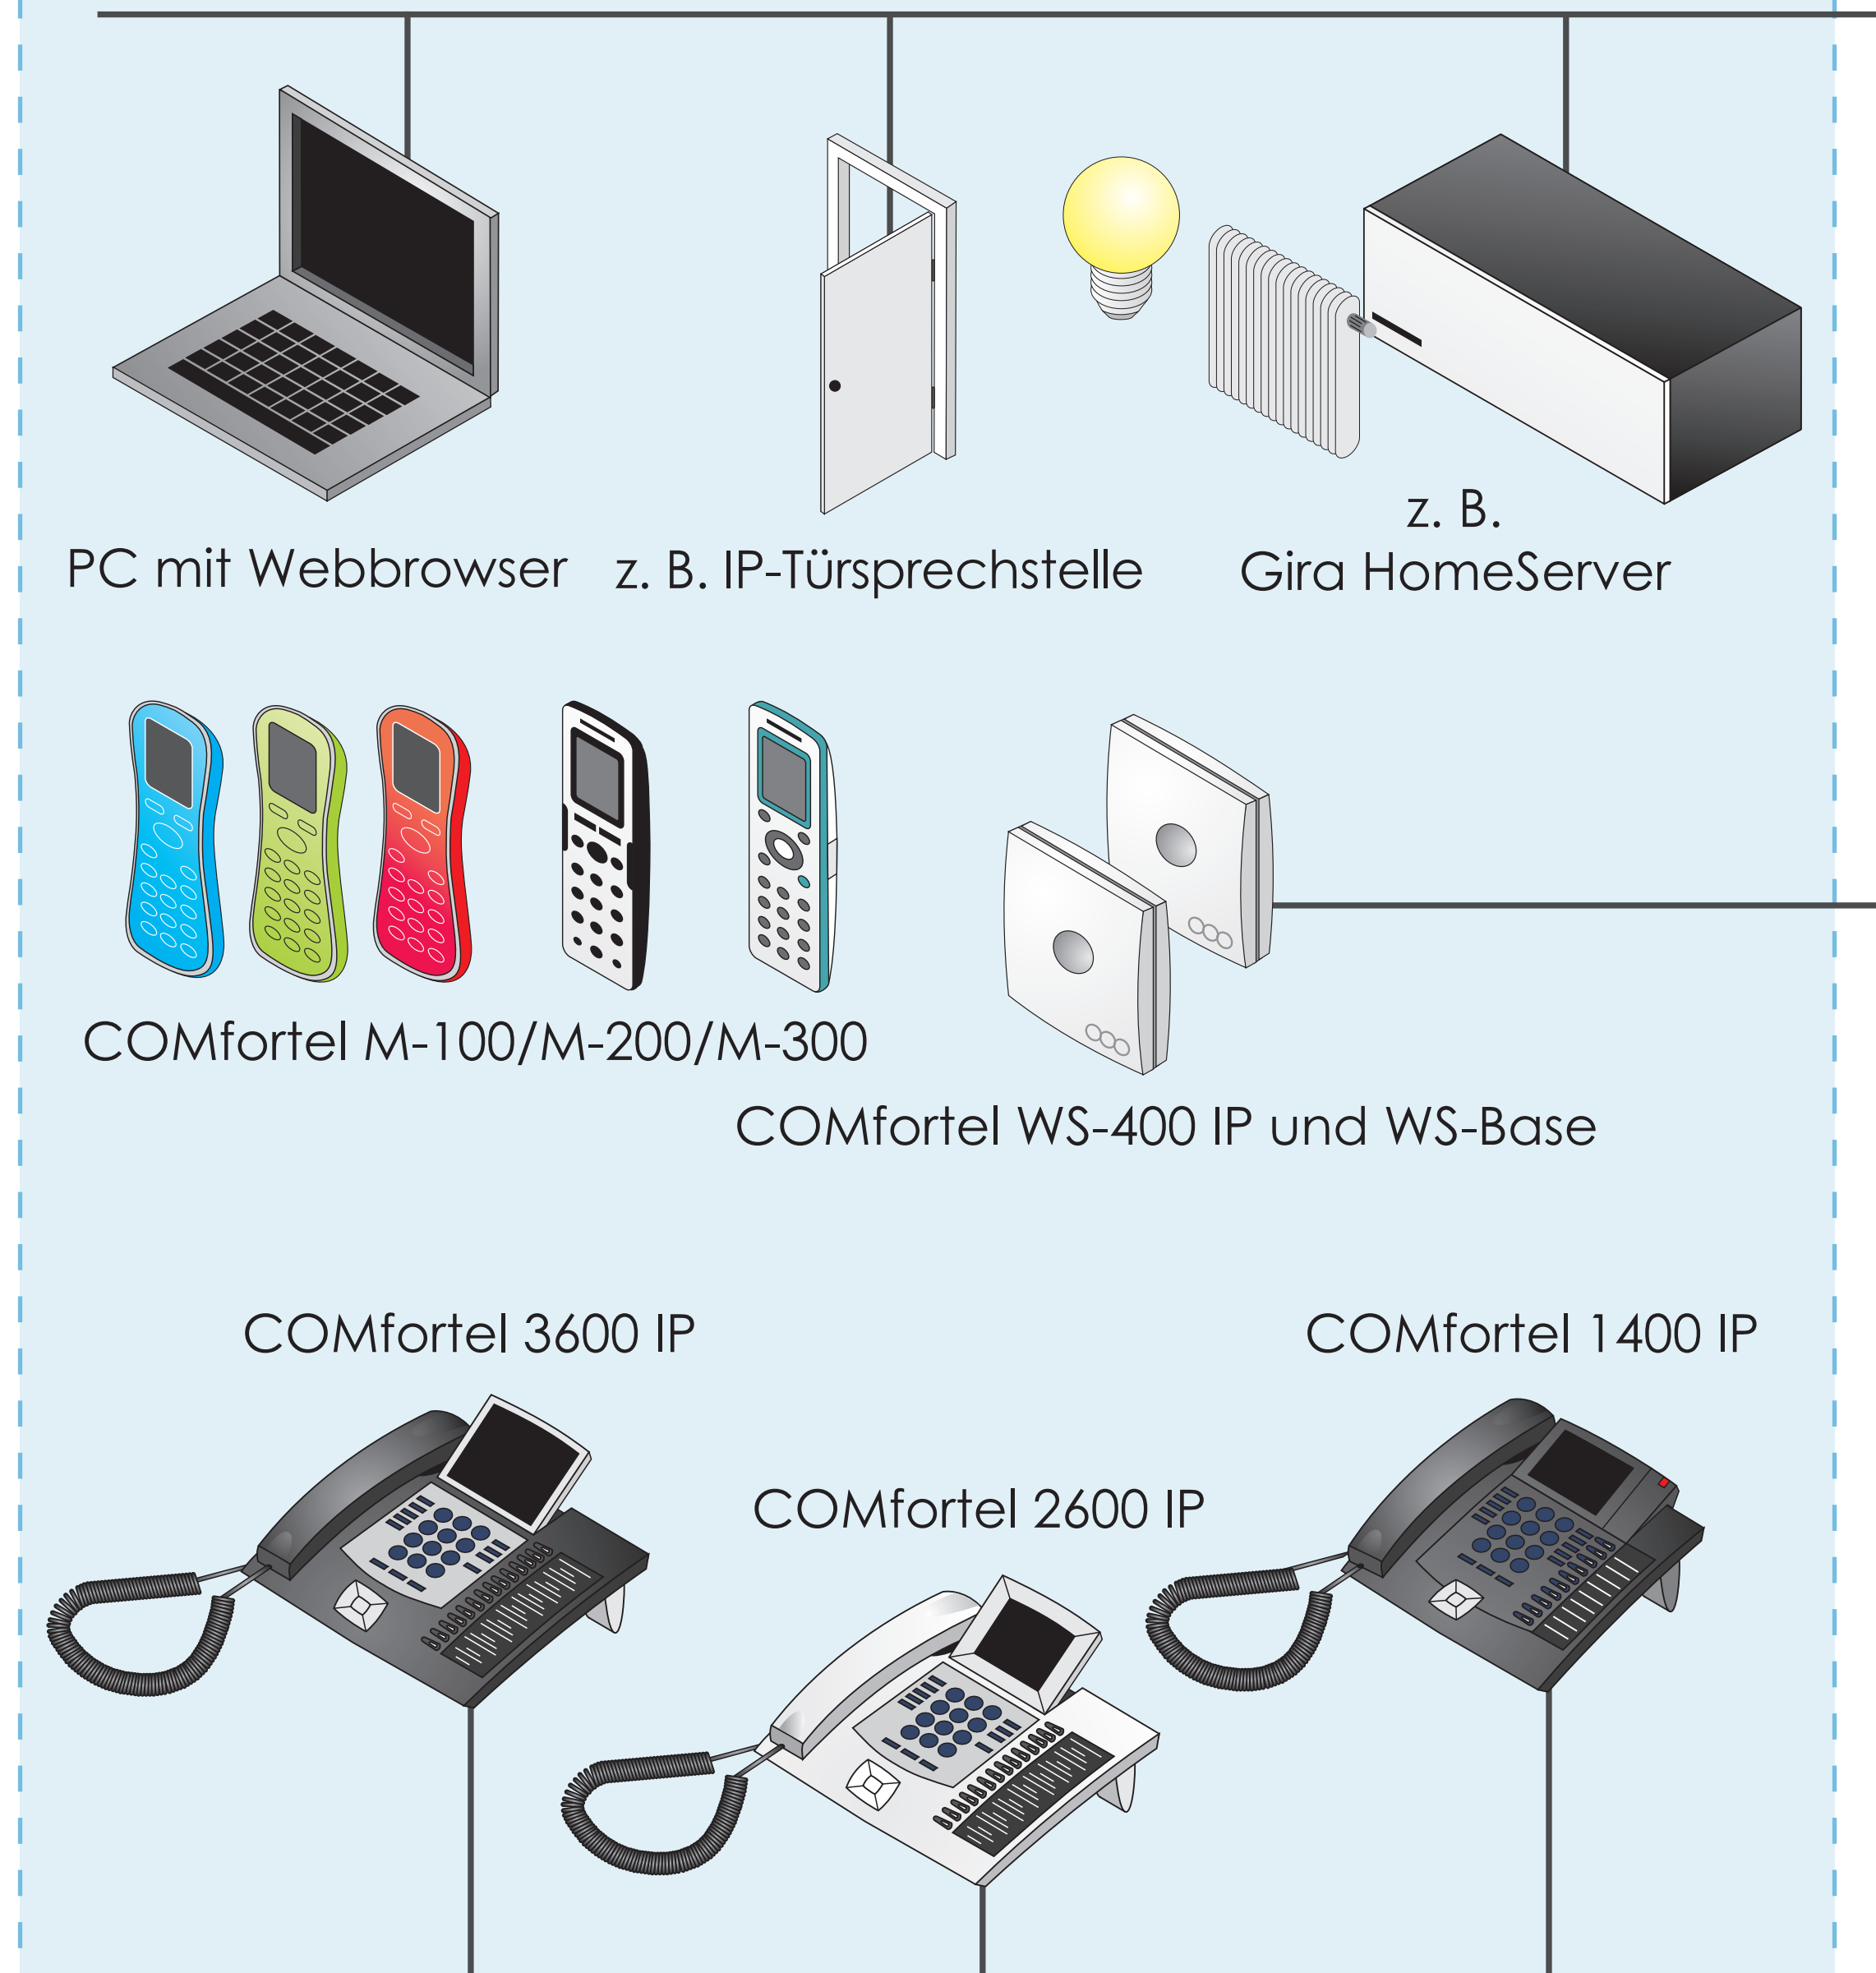 PC mit Webbrowser
z. B. IP-Türsprechstelle
z. B.
Gira HomeServer
COMfortel M-100/M-200/M-300
COMfortel WS-400 IP und WS-Base
COMfortel 3600 IP
COMfortel 1400 IP
COMfortel 2600 IP